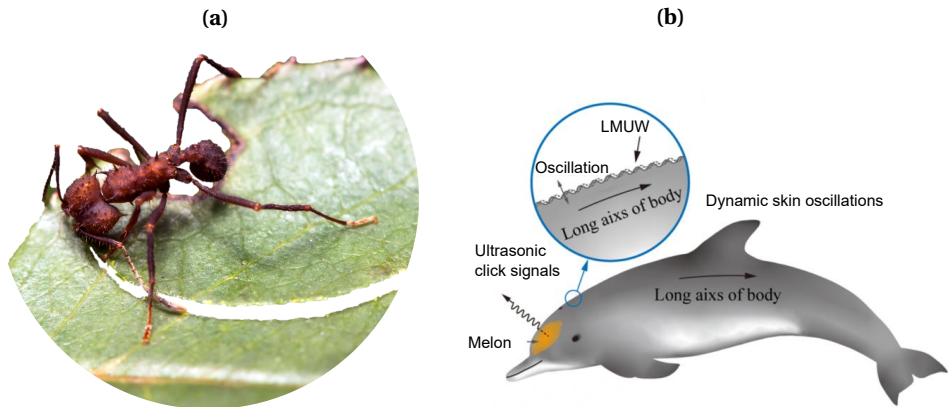 (a)
(b)
LMUW
Oscillation
Long aixs of body
Dynamic skin oscillations
Ultrasonic
click signals
Long aixs of body
Melon